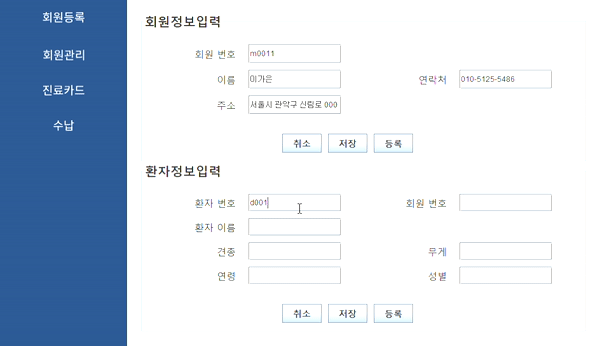 회원등록
회원관리
진료카드
수납
회원정보입력
회원 번호 m0011
이름 이가은 연락처 010-5125-5486
주소 서울시 관악구 신림로 000
취소 저장 등록
환자정보입력
환자 번호 d001 회원 번호
환자 이름
견종 무게
연령 성별
취소 저장 등록